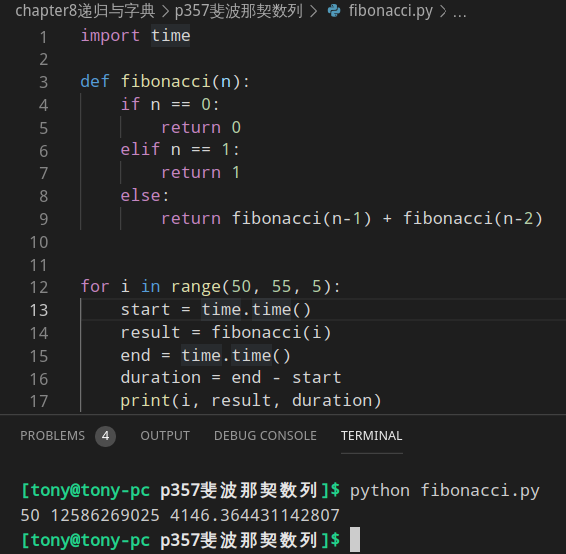 chapter8递归与字典 > p357斐波那契数列 > fibonacci.py > ...
1 import time
2
3 def fibonacci(n):
4     if n == 0:
5         return 0
6     elif n == 1:
7         return 1
8     else:
9         return fibonacci(n-1) + fibonacci(n-2)
10
11
12 for i in range(50, 55, 5):
13     start = time.time()
14     result = fibonacci(i)
15     end = time.time()
16     duration = end - start
17     print(i, result, duration)
PROBLEMS 4 OUTPUT DEBUG CONSOLE TERMINAL
[tony@tony-pc p357斐波那契数列]$ python fibonacci.py
50 12586269025 4146.364431142807
[tony@tony-pc p357斐波那契数列]$